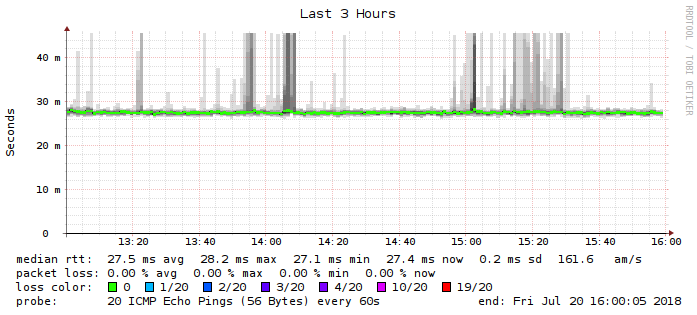 Last 3 Hours
RRDTOOL / TOBI OETIKER
Seconds
40 m
30 m
20 m
10 m
0
13:20 13:40 14:00 14:20 14:40 15:00 15:20 15:40 16:00
median rtt: 27.5 ms avg 28.2 ms max 27.1 ms min 27.4 ms now 0.2 ms sd 161.6 am/s
packet loss: 0.00 % avg 0.00 % max 0.00 % min 0.00 % now
loss color: 0 1/20 2/20 3/20 4/20 10/20 19/20
probe: 20 ICMP Echo Pings (56 Bytes) every 60s end: Fri Jul 20 16:00:05 2018